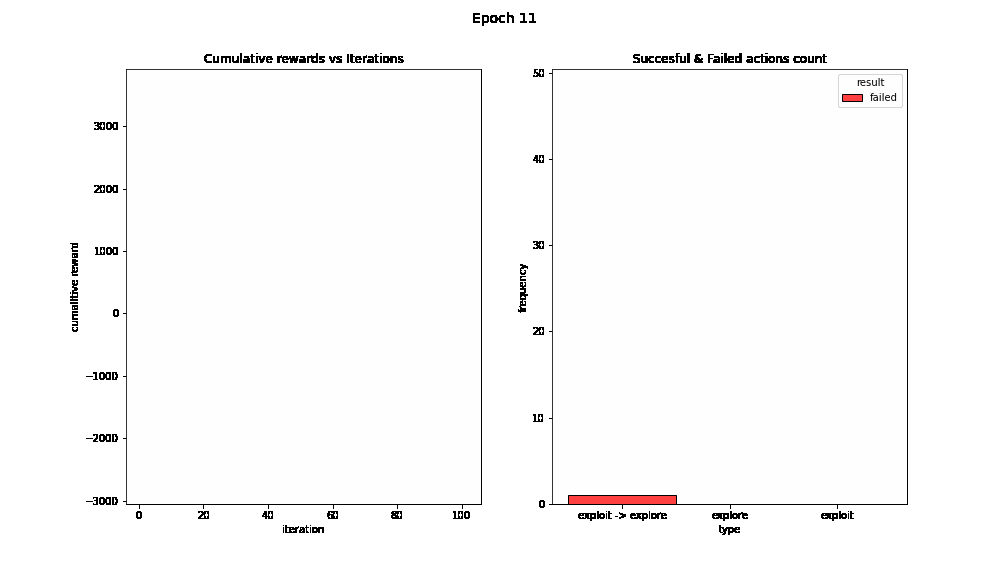 Epoch 11
Cumulative rewards vs Iterations
cumalitive reward
3000
2000
1000
0
−1000
−2000
−3000
0 20 40 60 80 100
iteration
Succesful & Failed actions count
result
failed
frequency
50
40
30
20
10
0
exploit -> explore explore exploit
type